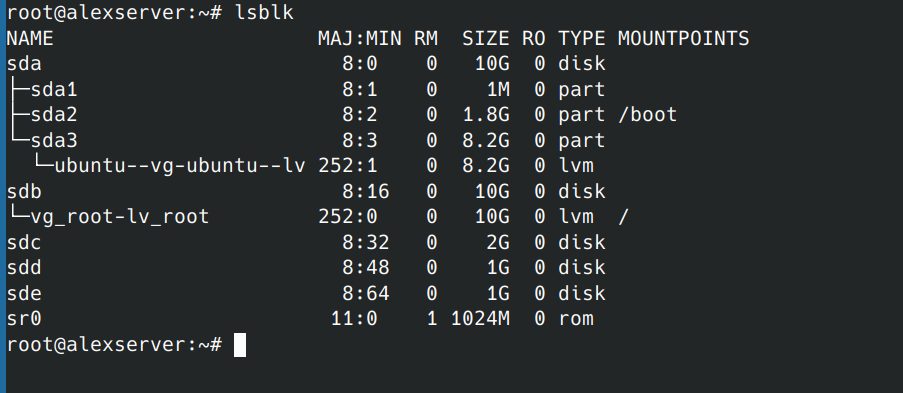 root@alexserver:~# lsblk
NAME                      MAJ:MIN RM   SIZE RO TYPE MOUNTPOINTS
sda                         8:0    0    10G  0 disk
├─sda1                      8:1    0     1M  0 part
├─sda2                      8:2    0   1.8G  0 part /boot
└─sda3                      8:3    0   8.2G  0 part
  └─ubuntu--vg-ubuntu--lv 252:1    0   8.2G  0 lvm
sdb                         8:16   0    10G  0 disk
└─vg_root-lv_root         252:0    0    10G  0 lvm  /
sdc                         8:32   0     2G  0 disk
sdd                         8:48   0     1G  0 disk
sde                         8:64   0     1G  0 disk
sr0                        11:0    1  1024M  0 rom
root@alexserver:~#